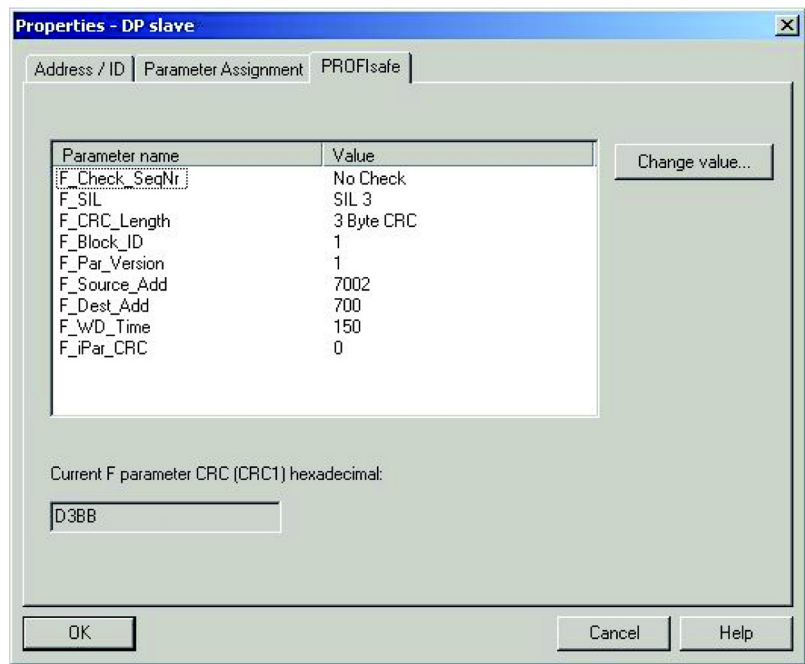 Properties - DP slave
Address / ID Parameter Assignment PROFIsafe
Parameter name Value
Change value...
F_Check_SeqNr No Check
F_SIL SIL 3
F_CRC_Length 3 Byte CRC
F_Block_ID 1
F_Par_Version 1
F_Source_Add 7002
F_Dest_Add 700
F_WD_Time 150
F_iPar_CRC 0
Current F parameter CRC (CRC1) hexadecimal:
D3BB
OK Cancel Help